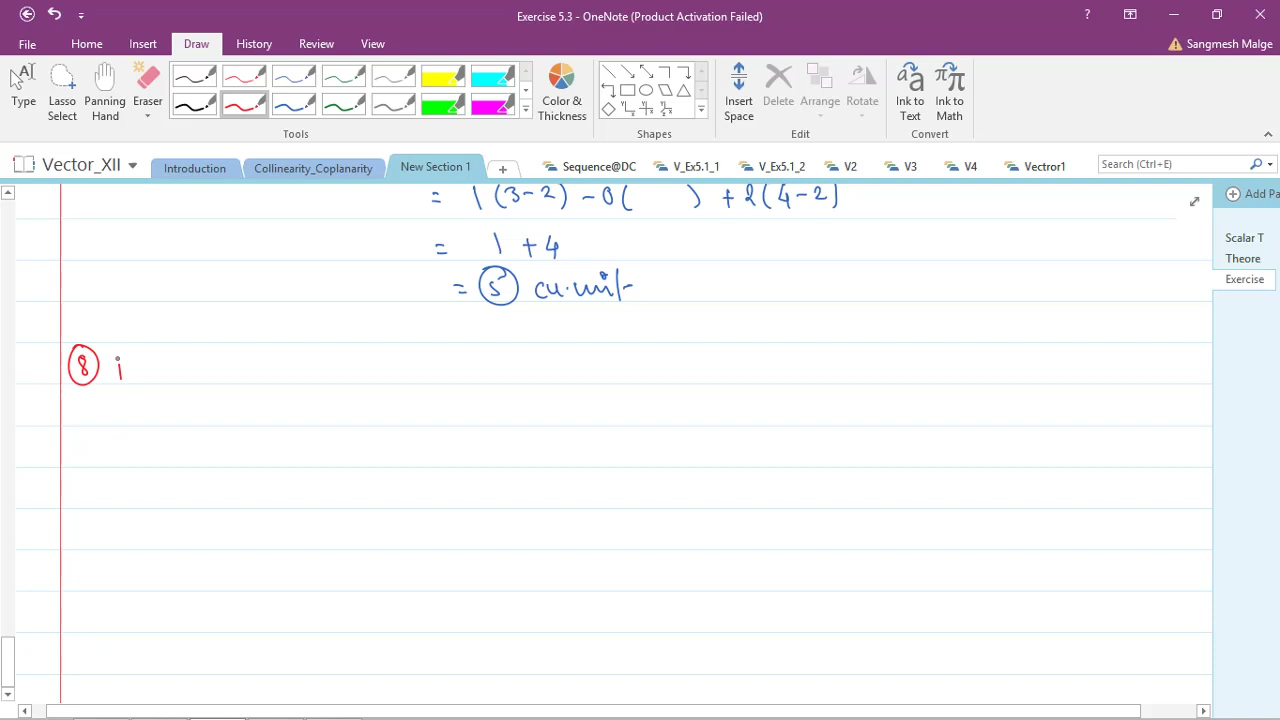 Exercise 5.3 - OneNote (Product Activation Failed)
?
File Home Insert Draw History Review View
Sangmesh Malge
Type
Lasso Select
Panning Hand
Eraser
Color & Thickness
Insert Space
Delete
Arrange
Rotate
Ink to Text
Ink to Math
Tools
Shapes
Edit
Convert
Vector_XII
Introduction
Collinearity_Coplanarity
New Section 1
Sequence@DC
V_Ex5.1_1
V_Ex5.1_2
V2
V3
V4
Vector1
Search (Ctrl+E)
Add Pa
Scalar T
Theore
Exercise
= 1 (3-2) -0( ) +2(4-2)
= 1 +4
= 5 cu.unit
8 i